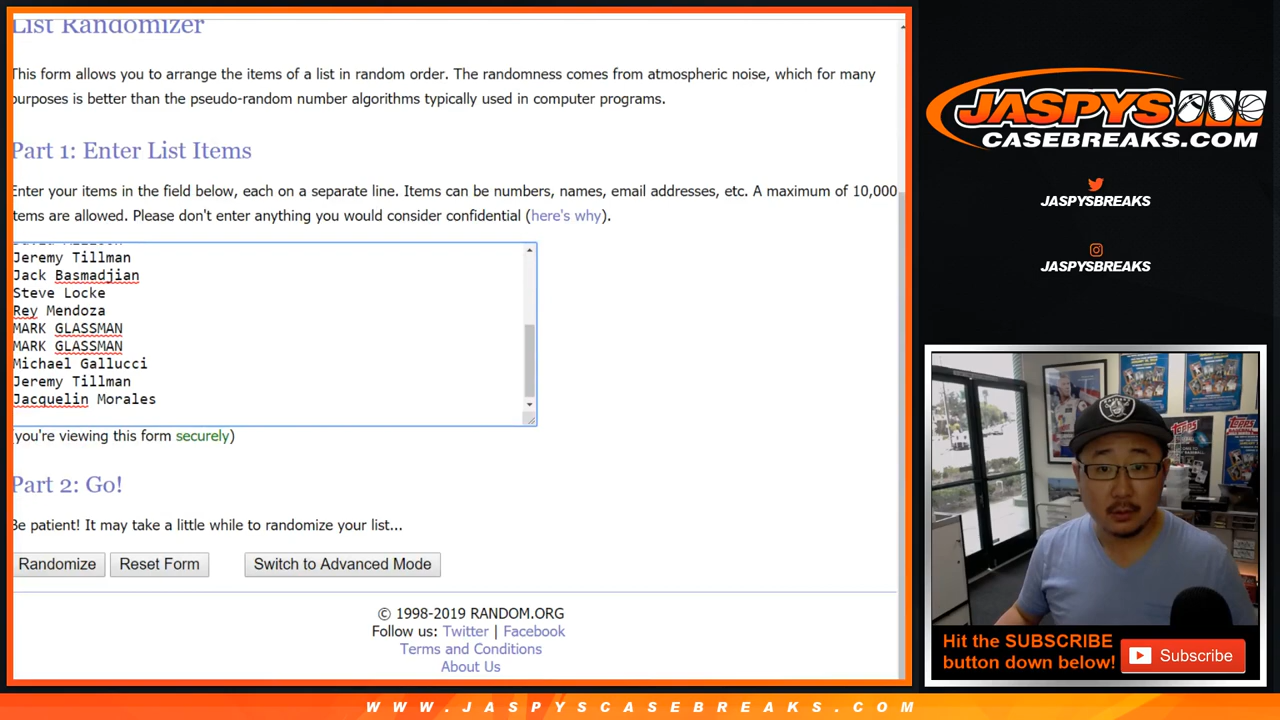 List Randomizer
This form allows you to arrange the items of a list in random order. The randomness comes from atmospheric noise, which for many
purposes is better than the pseudo-random number algorithms typically used in computer programs.
Part 1: Enter List Items
Enter your items in the field below, each on a separate line. Items can be numbers, names, email addresses, etc. A maximum of 10,000
items are allowed. Please don't enter anything you would consider confidential (here's why).
Jeremy Tillman
Jack Basmadjian
Steve Locke
Rey Mendoza
MARK GLASSMAN
MARK GLASSMAN
Michael Gallucci
Jeremy Tillman
Jacquelin Morales
(you're viewing this form securely)
Part 2: Go!
Be patient! It may take a little while to randomize your list...
Randomize
Reset Form
Switch to Advanced Mode
© 1998-2019 RANDOM.ORG
Follow us: Twitter | Facebook
Terms and Conditions
About Us
JASPYS
CASEBREAKS.COM
JASPYSBREAKS
JASPYSBREAKS
Topps
Topps
Hit the SUBSCRIBE
button down below!
Subscribe
WWW.JASPYSCASEBREAKS.COM